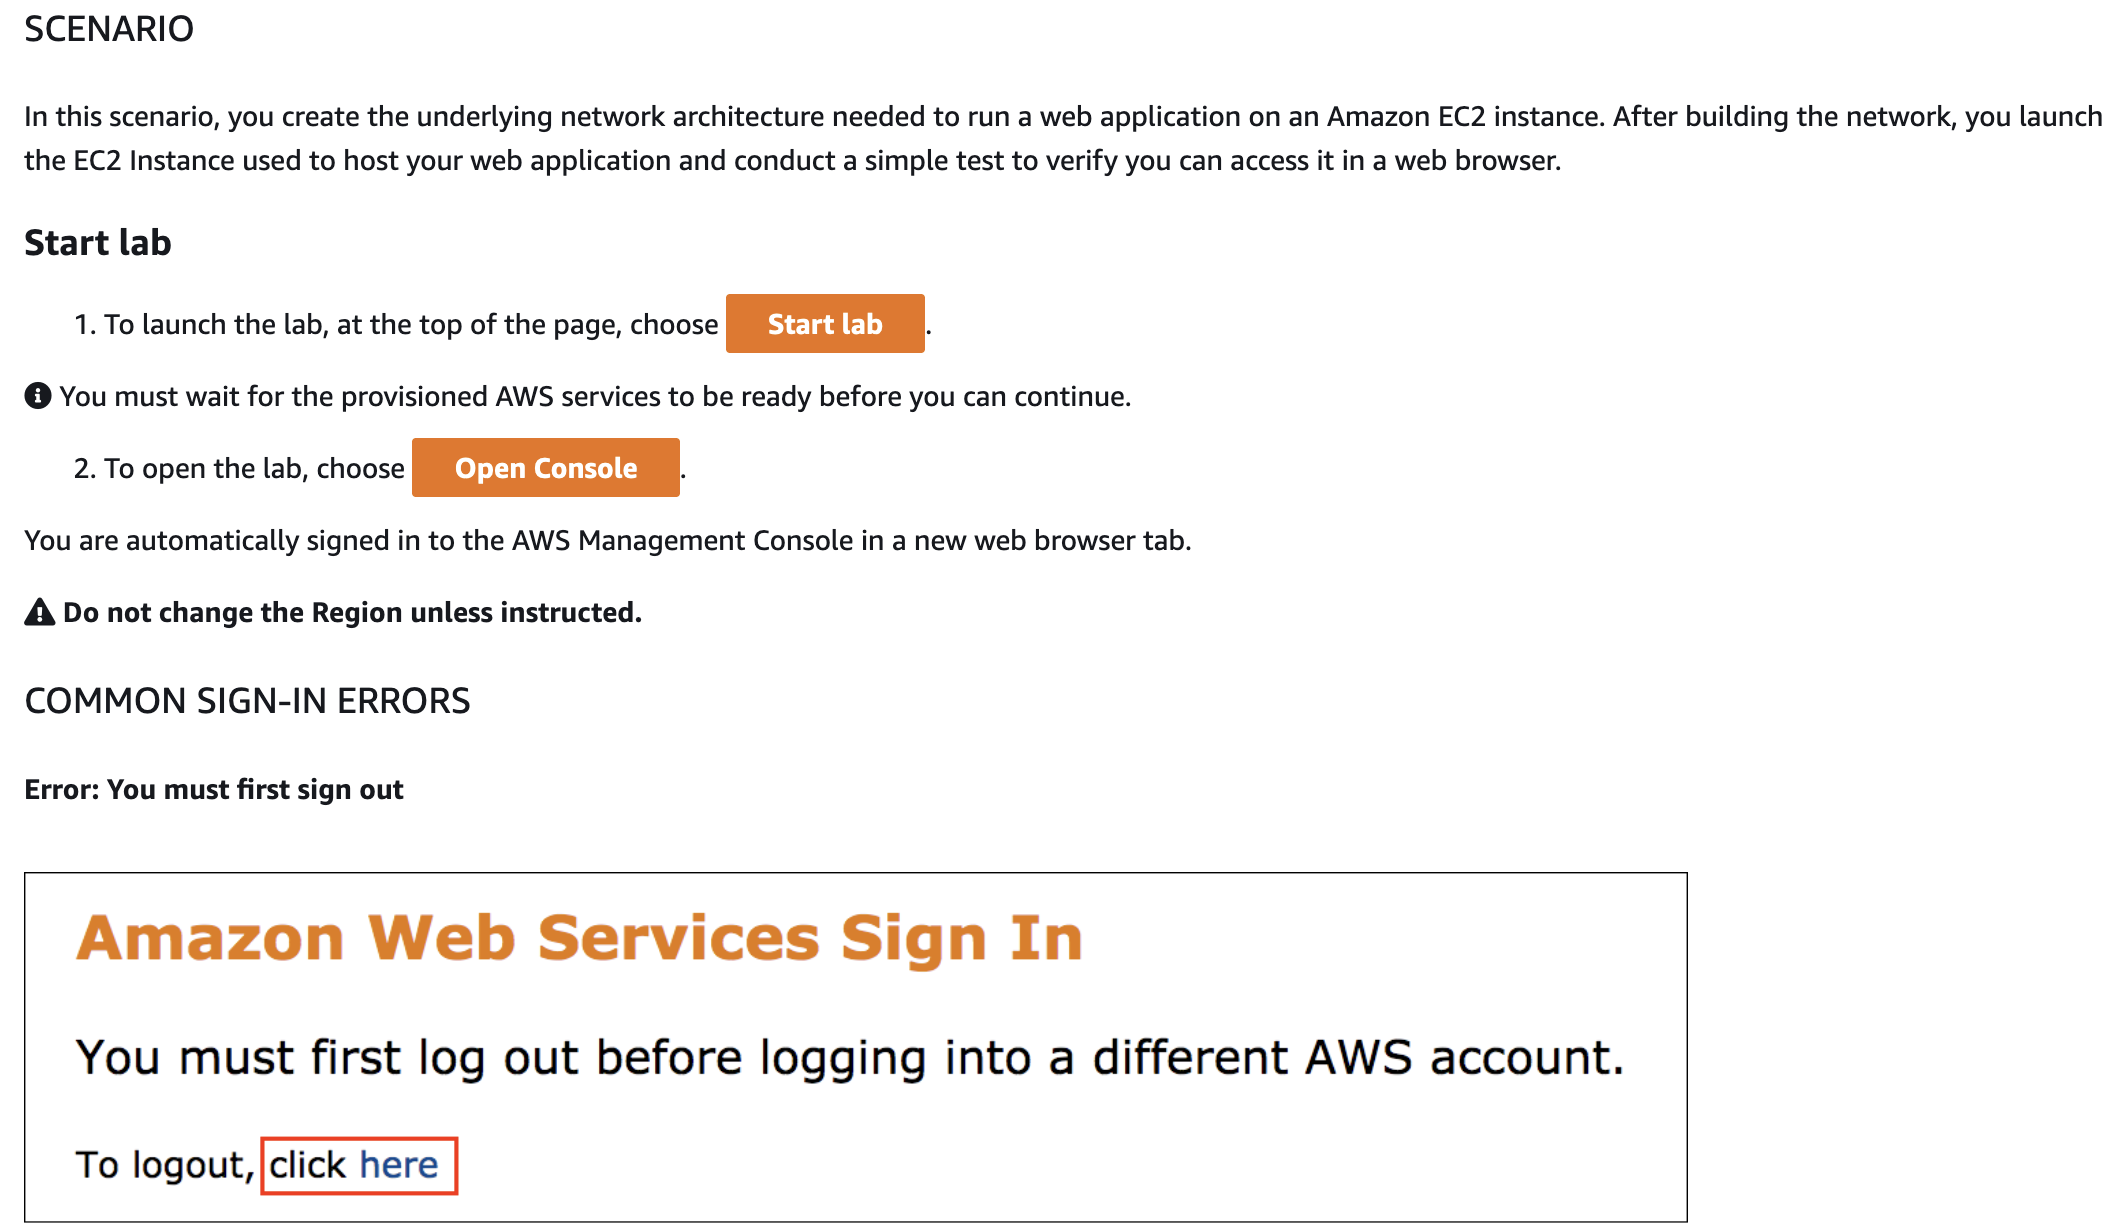 SCENARIO
In this scenario, you create the underlying network architecture needed to run a web application on an Amazon EC2 instance. After building the network, you launch
the EC2 Instance used to host your web application and conduct a simple test to verify you can access it in a web browser.
Start lab
1. To launch the lab, at the top of the page, choose Start lab.
You must wait for the provisioned AWS services to be ready before you can continue.
2. To open the lab, choose Open Console.
You are automatically signed in to the AWS Management Console in a new web browser tab.
Do not change the Region unless instructed.
COMMON SIGN-IN ERRORS
Error: You must first sign out
Amazon Web Services Sign In
You must first log out before logging into a different AWS account.
To logout, click here